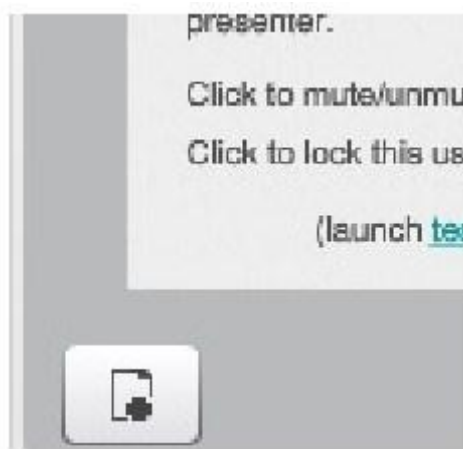 presenter.
Click to mute/unmu
Click to lock this us
(launch te